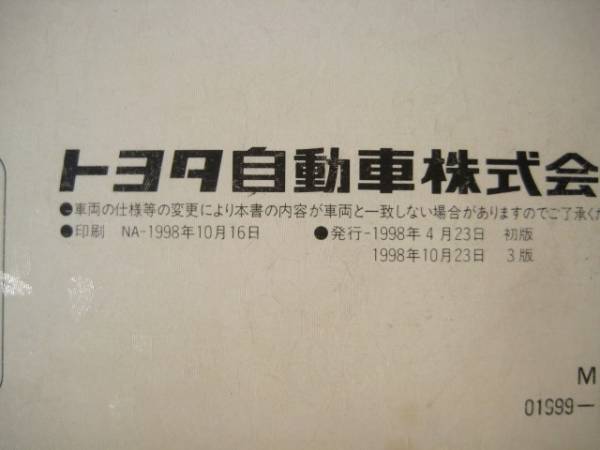 トヨタ自動車株式会
●車両の仕様等の変更により本書の内容が車両と一致しない場合がありますのでご了承くだ
●印刷 NA-1998年10月16日 ●発行-1998年 4 月23日 初版
1998年10月23日 3 版
M
01999-